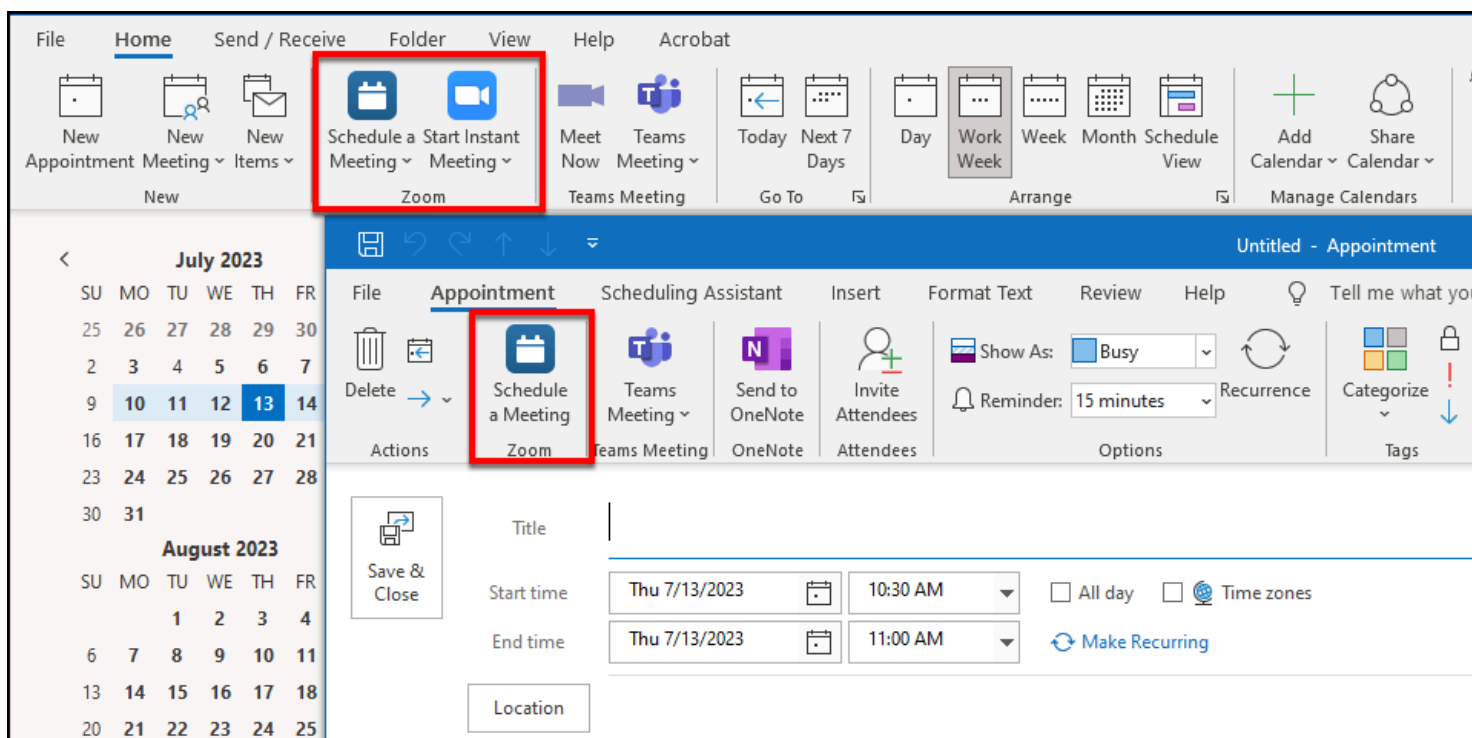 File Home Send / Receive Folder View Help Acrobat
New Appointment
New Meeting
New Items
New
Schedule a Meeting
Start Instant Meeting
Zoom
Meet Now
Teams Meeting
Teams Meeting
Today
Next 7 Days
Go To
Day
Work Week
Week
Month
Schedule View
Arrange
Add Calendar
Share Calendar
Manage Calendars
July 2023
SU MO TU WE TH FR
25 26 27 28 29 30
2 3 4 5 6 7
9 10 11 12 13 14
16 17 18 19 20 21
23 24 25 26 27 28
30 31
August 2023
SU MO TU WE TH FR
1 2 3 4
6 7 8 9 10 11
13 14 15 16 17 18
20 21 22 23 24 25
Untitled - Appointment
File Appointment Scheduling Assistant Insert Format Text Review Help Tell me what you
Delete
Actions
Schedule a Meeting
Zoom
Teams Meeting
Teams Meeting
Send to OneNote
OneNote
Invite Attendees
Attendees
Show As: Busy
Reminder: 15 minutes
Recurrence
Options
Categorize
Tags
Save & Close
Title
Start time Thu 7/13/2023 10:30 AM All day Time zones
End time Thu 7/13/2023 11:00 AM Make Recurring
Location